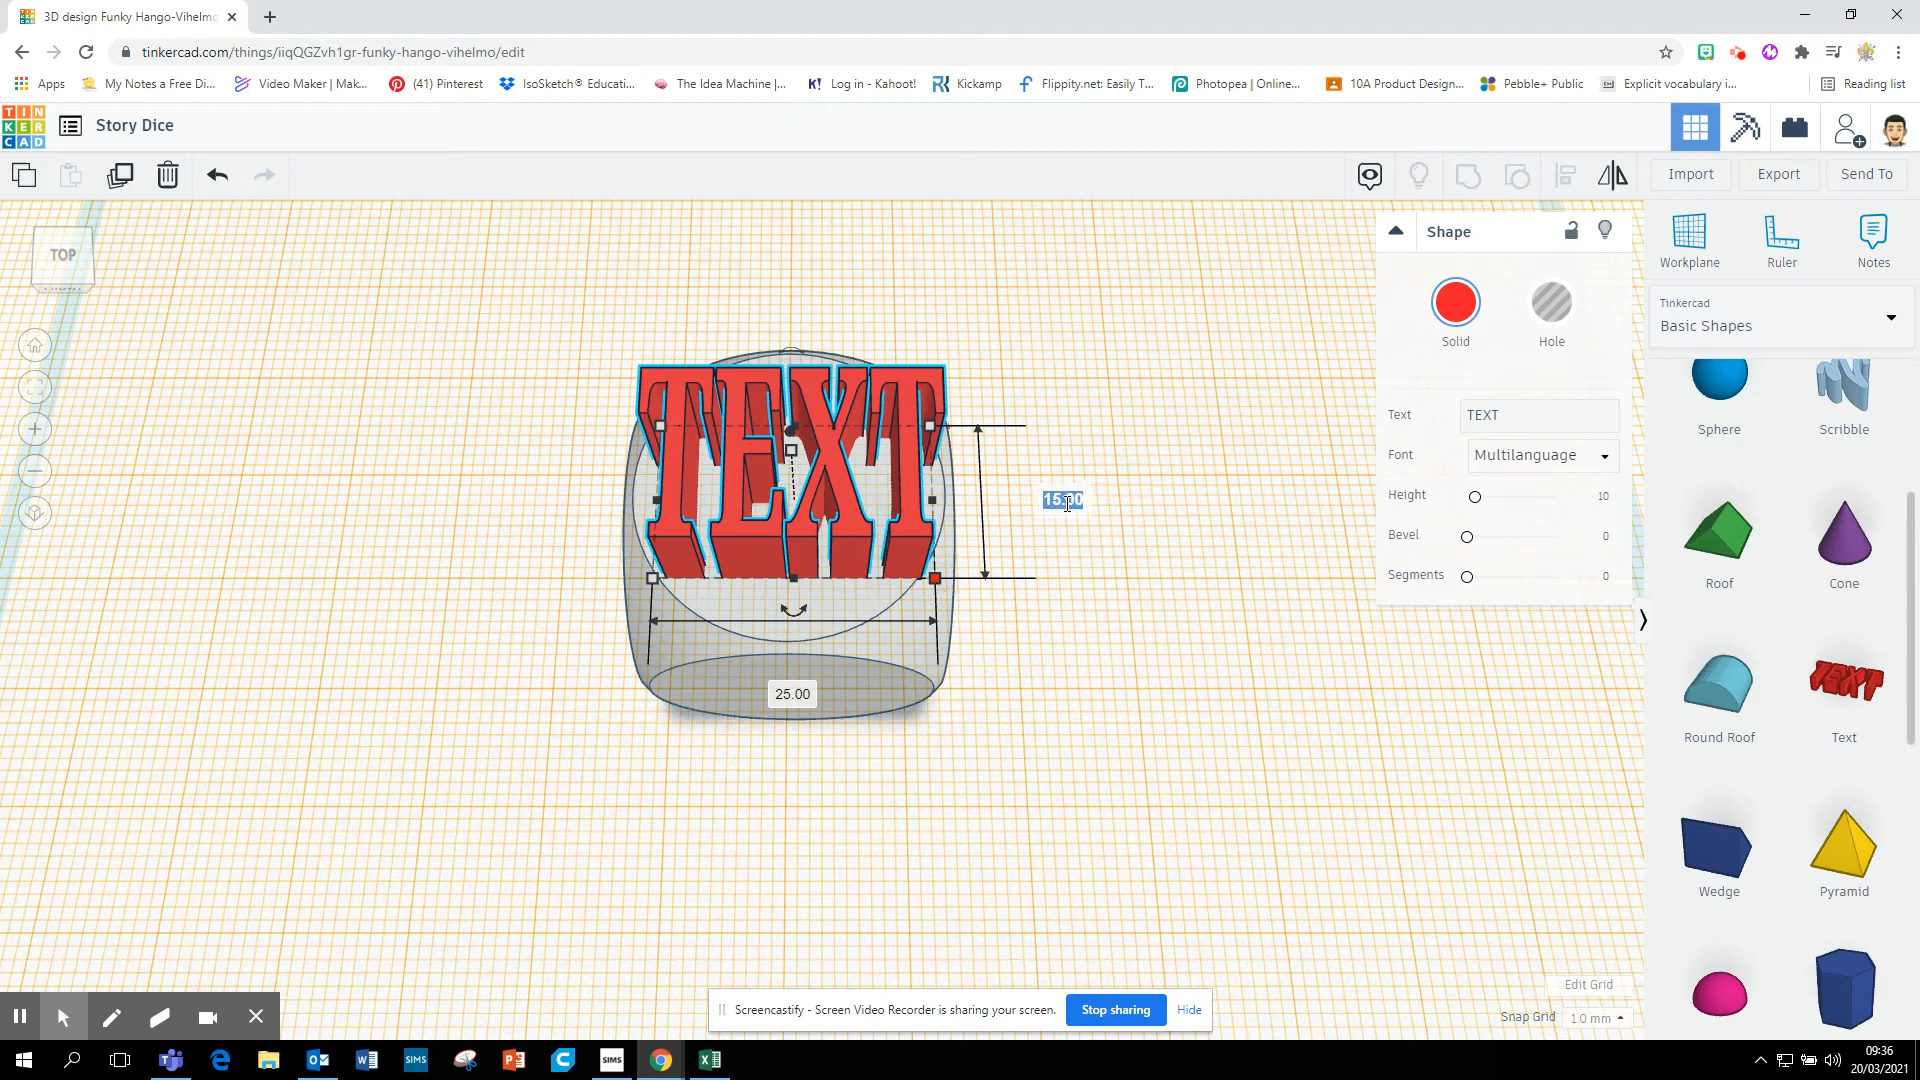 3D design Funky Hango-Vihelmo
tinkercad.com/things/iiqQGZvh1gr-funky-hango-vihelmo/edit
Apps
My Notes a Free Di...
Video Maker | Mak...
(41) Pinterest
IsoSketch® Educati...
The Idea Machine |...
Log in - Kahoot!
Kickamp
Flippity.net: Easily T...
Photopea | Online...
10A Product Design...
Pebble+ Public
Explicit vocabulary i...
Reading list
TIN
KER
CAD
Story Dice
Import
Export
Send To
TOP
Shape
Workplane
Ruler
Notes
Solid
Hole
Tinkercad
Basic Shapes
TEXT
Text
TEXT
Font
Multilanguage
Height
10
Bevel
0
Segments
0
15.00
25.00
Sphere
Scribble
Roof
Cone
TEXT
Round Roof
Text
Wedge
Pyramid
Edit Grid
Snap Grid
1.0 mm
Screencastify - Screen Video Recorder is sharing your screen.
Stop sharing
Hide
SIMS
SIMS
09:36
20/03/2021